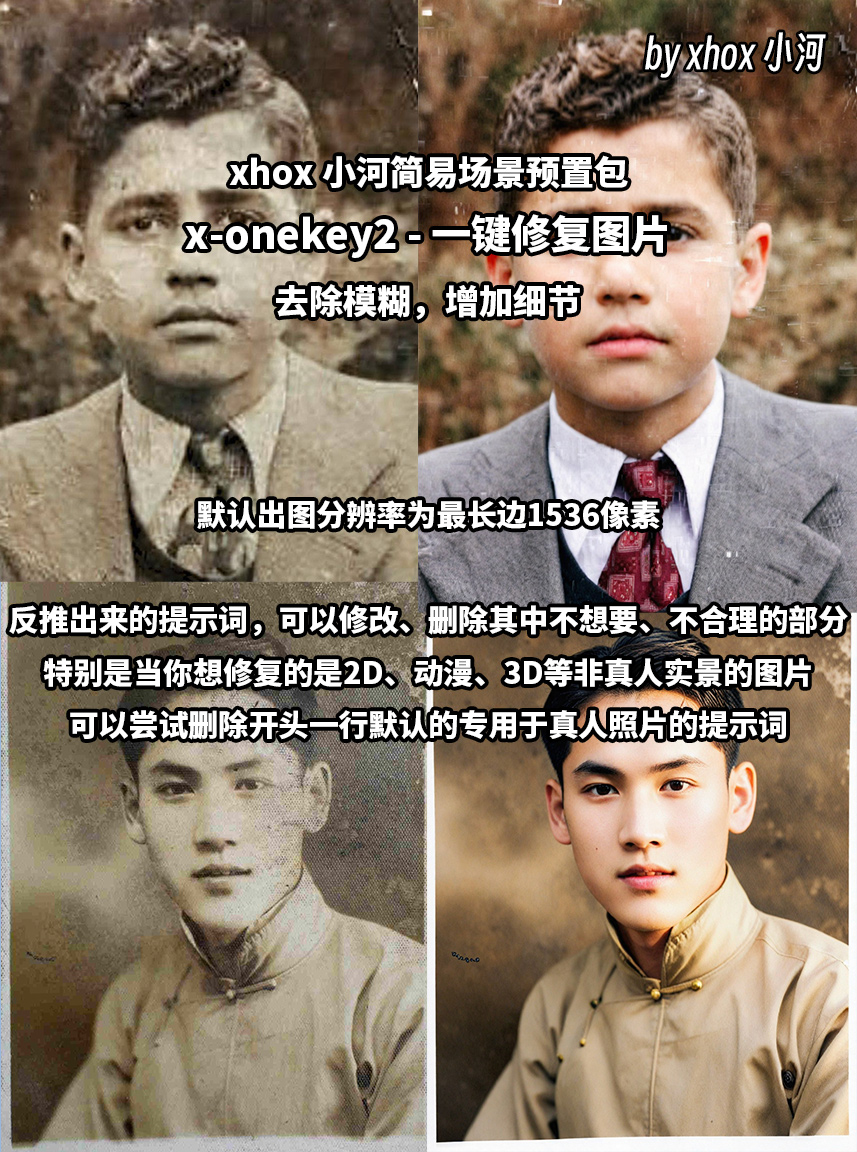 by xhox 小河
xhox 小河简易场景预置包
x-onekey2 - 一键修复图片
去除模糊，增加细节
默认出图分辨率为最长边1536像素
反推出来的提示词，可以修改、删除其中不想要、不合理的部分
特别是当你想修复的是2D、动漫、3D等非真人实景的图片
可以尝试删除开头一行默认的专用于真人照片的提示词